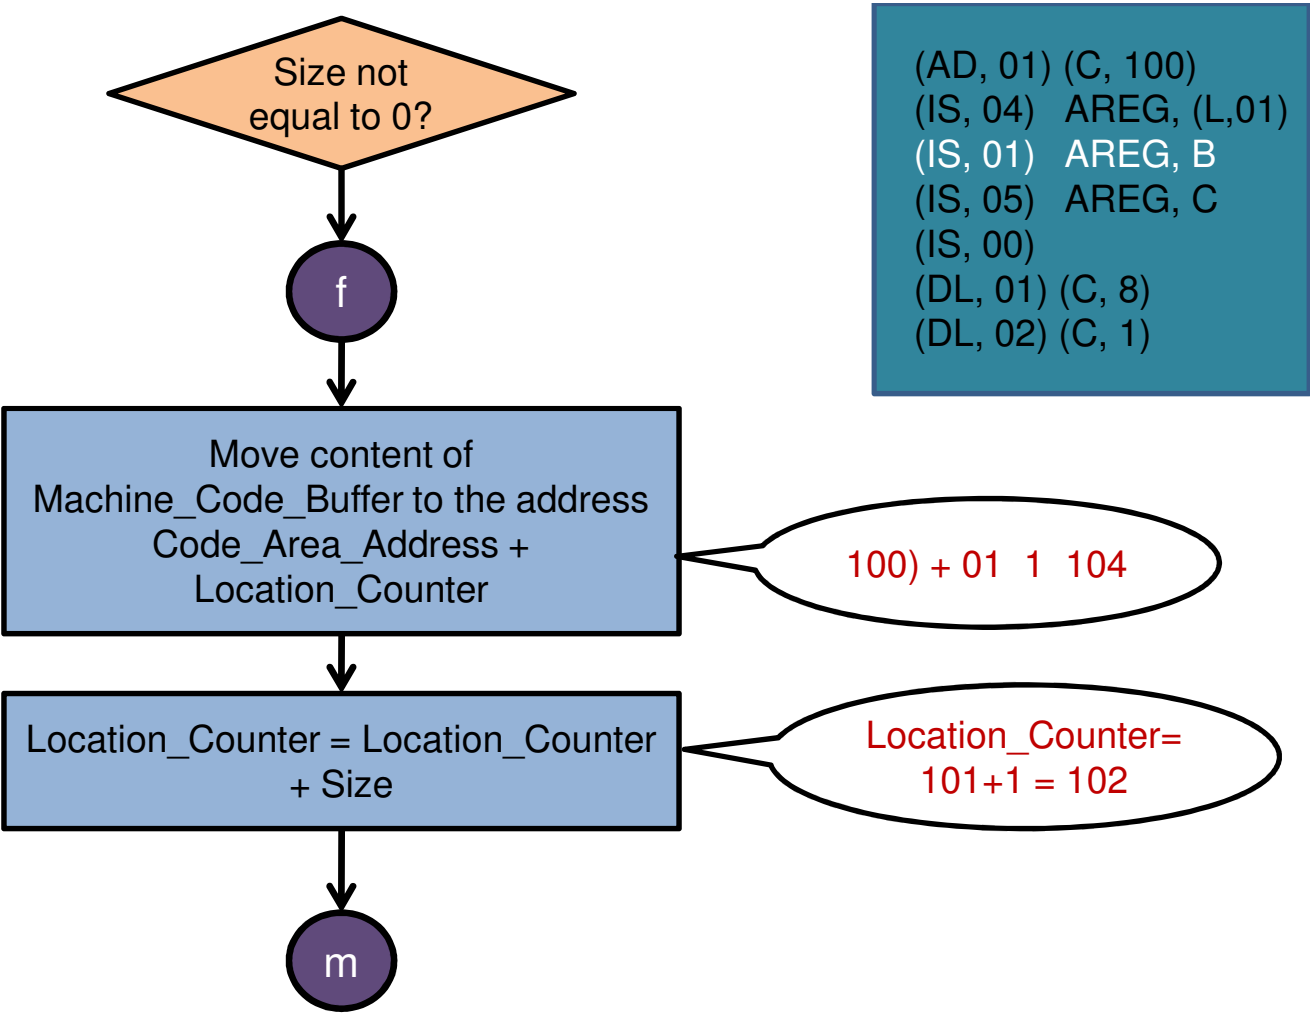 Size not
equal to 0?
f
Move content of
Machine_Code_Buffer to the address
Code_Area_Address +
Location_Counter
100) + 01  1  104
Location_Counter = Location_Counter
+ Size
Location_Counter=
101+1 = 102
m
(AD, 01) (C, 100)
(IS, 04)   AREG, (L,01)
(IS, 01)   AREG, B
(IS, 05)   AREG, C
(IS, 00)
(DL, 01) (C, 8)
(DL, 02) (C, 1)